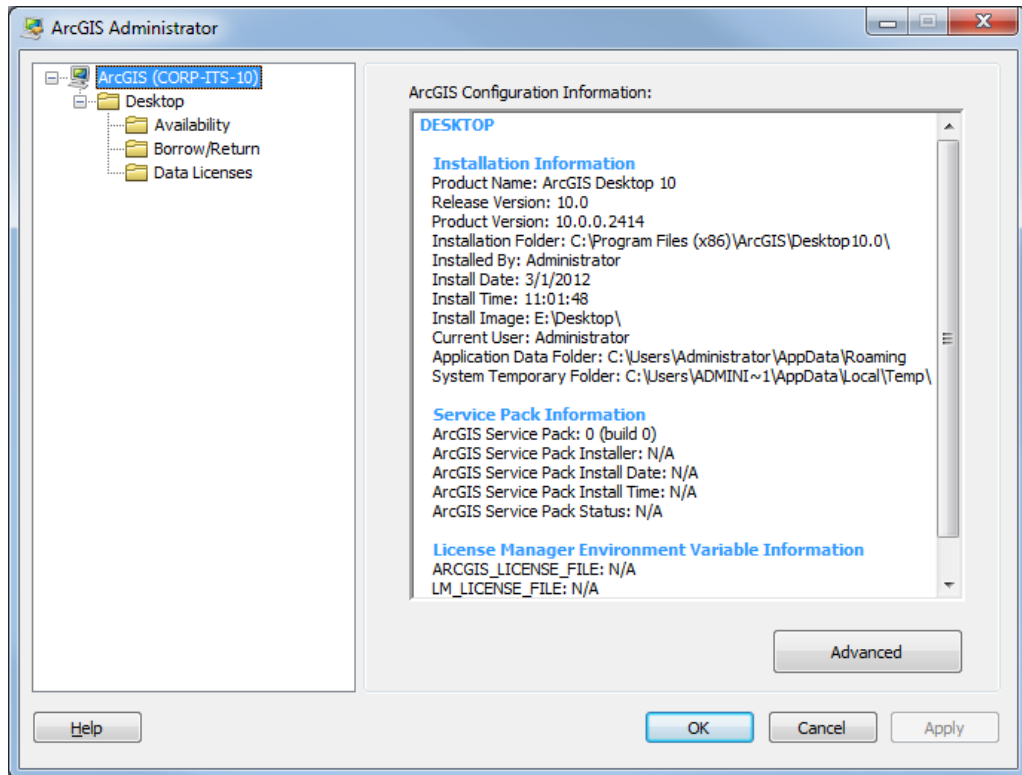 ArcGIS Administrator
ArcGIS (CORP-ITS-10)
Desktop
Availability
Borrow/Return
Data Licenses
ArcGIS Configuration Information:
DESKTOP
Installation Information
Product Name: ArcGIS Desktop 10
Release Version: 10.0
Product Version: 10.0.0.2414
Installation Folder: C:\Program Files (x86)\ArcGIS\Desktop10.0\
Installed By: Administrator
Install Date: 3/1/2012
Install Time: 11:01:48
Install Image: E:\Desktop\
Current User: Administrator
Application Data Folder: C:\Users\Administrator\AppData\Roaming
System Temporary Folder: C:\Users\ADMINI~1\AppData\Local\Temp\
Service Pack Information
ArcGIS Service Pack: 0 (build 0)
ArcGIS Service Pack Installer: N/A
ArcGIS Service Pack Install Date: N/A
ArcGIS Service Pack Install Time: N/A
ArcGIS Service Pack Status: N/A
License Manager Environment Variable Information
ARCGIS_LICENSE_FILE: N/A
LM_LICENSE_FILE: N/A
Advanced
Help
OK
Cancel
Apply